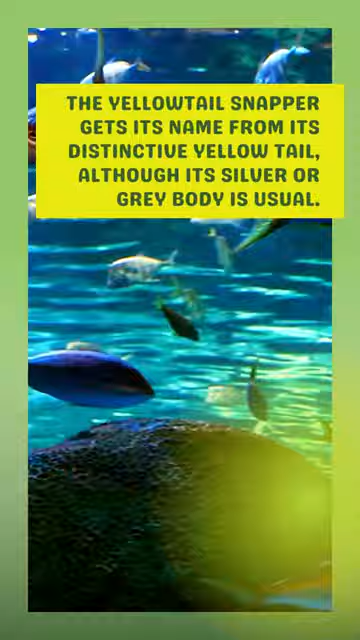 THE YELLOWTAIL SNAPPER
GETS ITS NAME FROM ITS
DISTINCTIVE YELLOW TAIL,
ALTHOUGH ITS SILVER OR
GREY BODY IS USUAL.